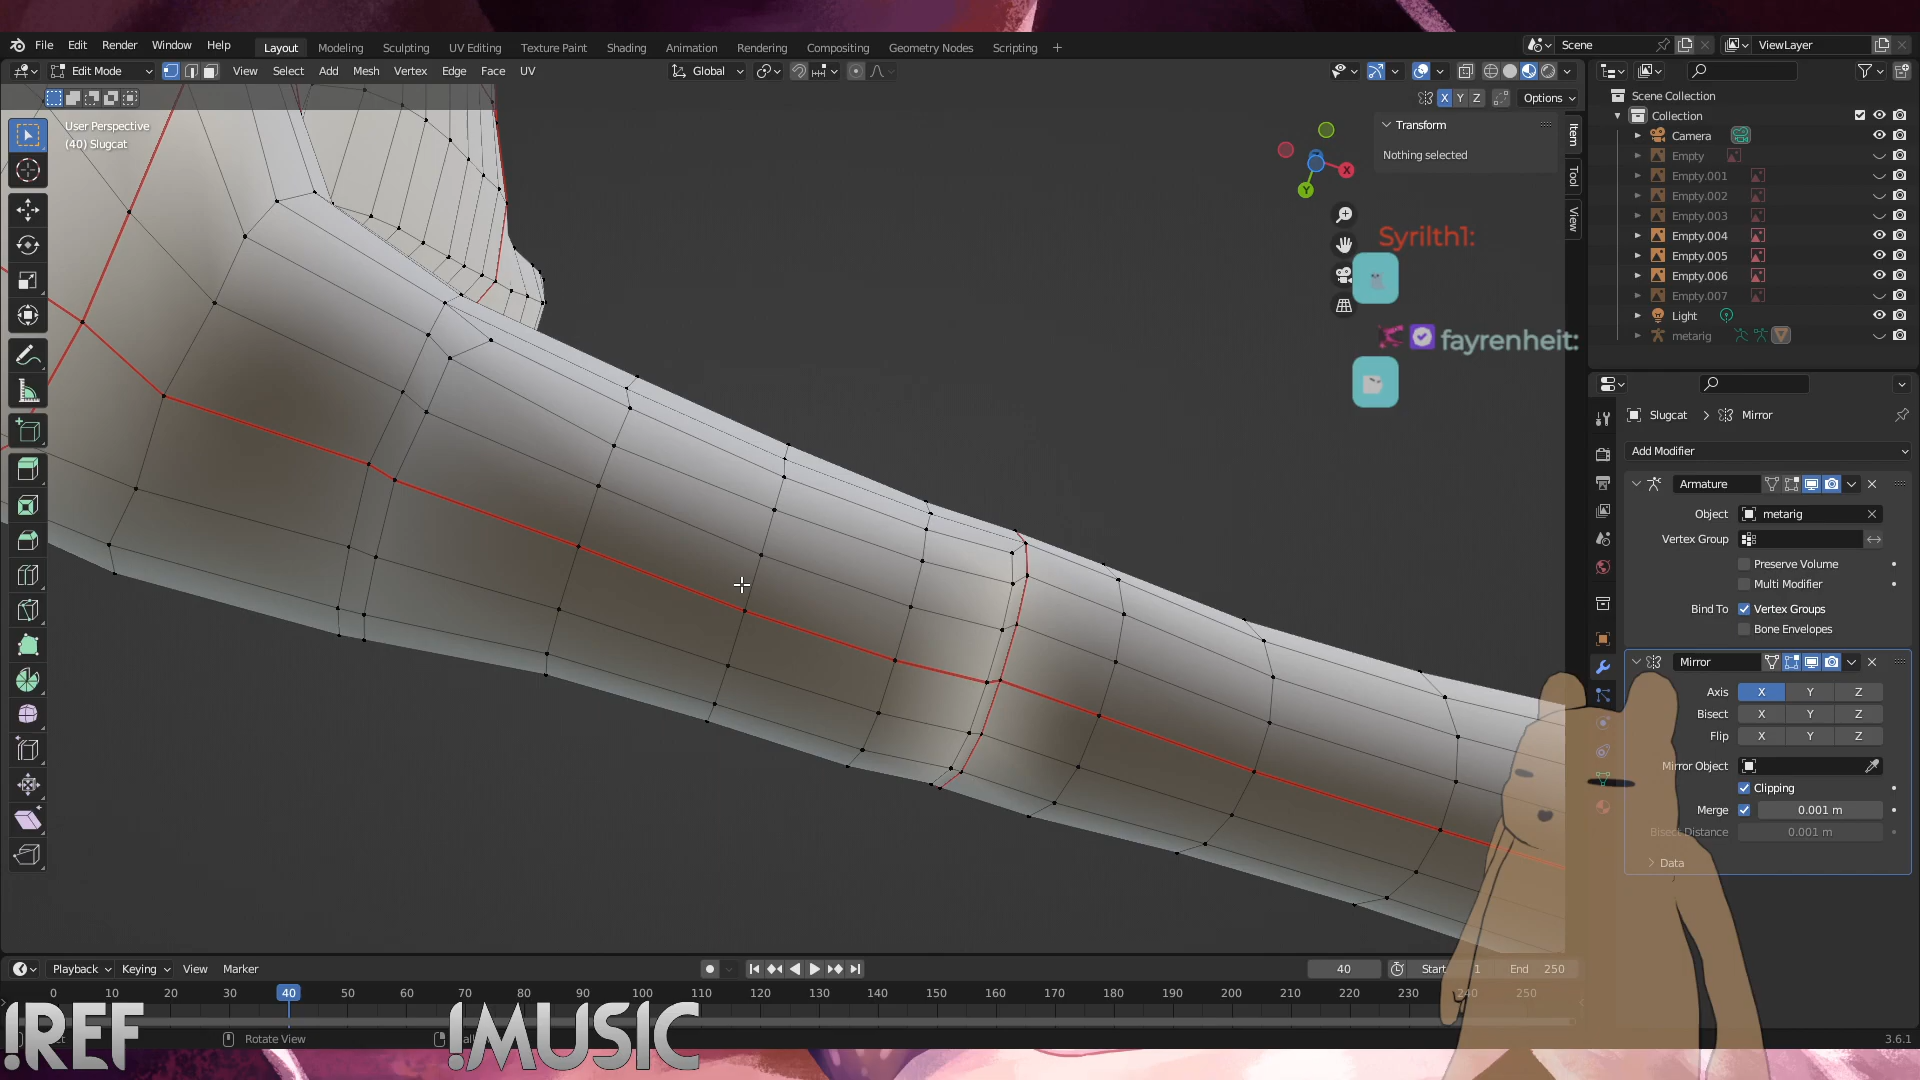 File Edit Render Window Help Layout Modeling Sculpting UV Editing Texture Paint Shading Animation Rendering Compositing Geometry Nodes Scripting + Scene ViewLayer
Edit Mode View Select Add Mesh Vertex Edge Face UV Global
X Y Z Options
User Perspective
(40) Slugcat
Transform
Nothing selected
Item
Tool
View
X
Y
Syrilth1:
fayrenheit:
Scene Collection
Collection
Camera
Empty
Empty.001
Empty.002
Empty.003
Empty.004
Empty.005
Empty.006
Empty.007
Light
metarig
Slugcat > Mirror
Add Modifier
Armature
Object metarig
Vertex Group
Preserve Volume
Multi Modifier
Bind To Vertex Groups
Bone Envelopes
Mirror
Axis X Y Z
Bisect X Y Z
Flip X Y Z
Mirror Object
Clipping
Merge 0.001 m
Bisect Distance 0.001 m
Data
Playback Keying View Marker 40 Start 1 End 250
0 10 20 30 40 50 60 70 80 90 100 110 120 130 140 150 160 170 180 190 200 210 220 230 240 250
Rotate View
3.6.1
!REF
!MUSIC